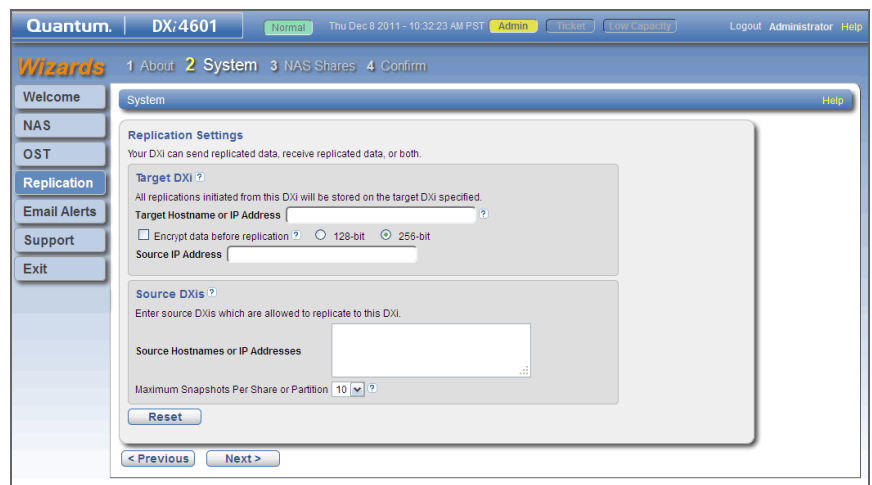 Quantum. DXi4601 Normal Thu Dec 8 2011 - 10:32:23 AM PST Admin Ticket Low Capacity Logout Administrator Help
Wizards 1 About 2 System 3 NAS Shares 4 Confirm
Welcome
NAS
OST
Replication
Email Alerts
Support
Exit
System Help
Replication Settings
Your DXi can send replicated data, receive replicated data, or both.
Target DXi ?
All replications initiated from this DXi will be stored on the target DXi specified.
Target Hostname or IP Address ?
Encrypt data before replication ? 128-bit 256-bit
Source IP Address
Source DXis ?
Enter source DXis which are allowed to replicate to this DXi.
Source Hostnames or IP Addresses
Maximum Snapshots Per Share or Partition 10 ?
Reset
< Previous Next >